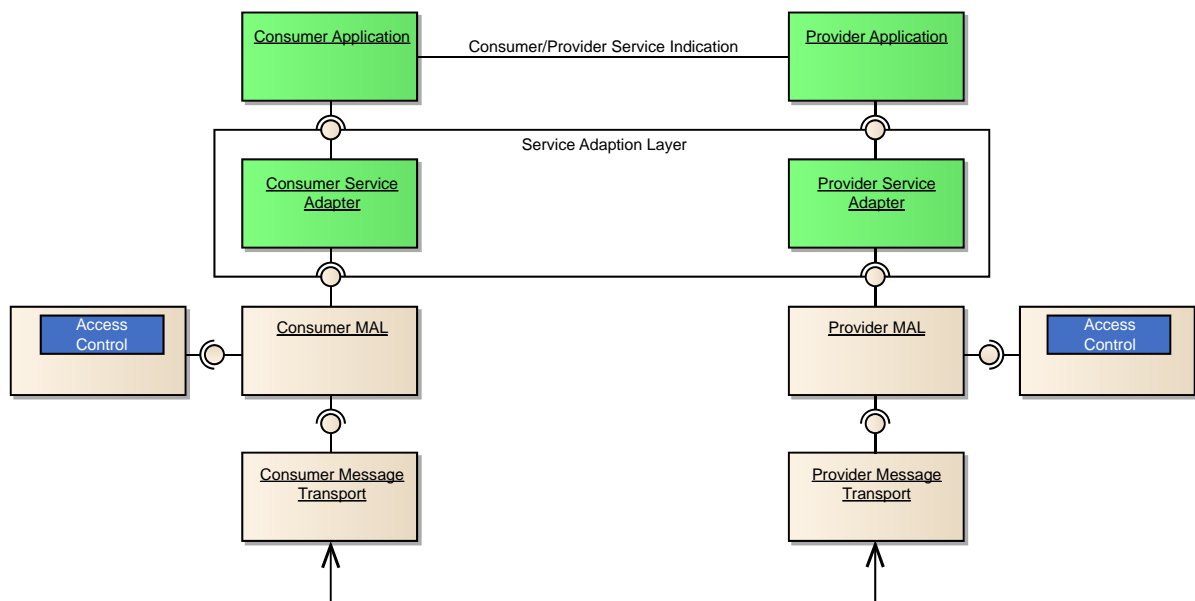 Consumer Application
Consumer/Provider Service Indication
Provider Application
Service Adaption Layer
Consumer Service
Adapter
Provider Service
Adapter
Access
Control
Consumer MAL
Provider MAL
Access
Control
Consumer Message
Transport
Provider Message
Transport